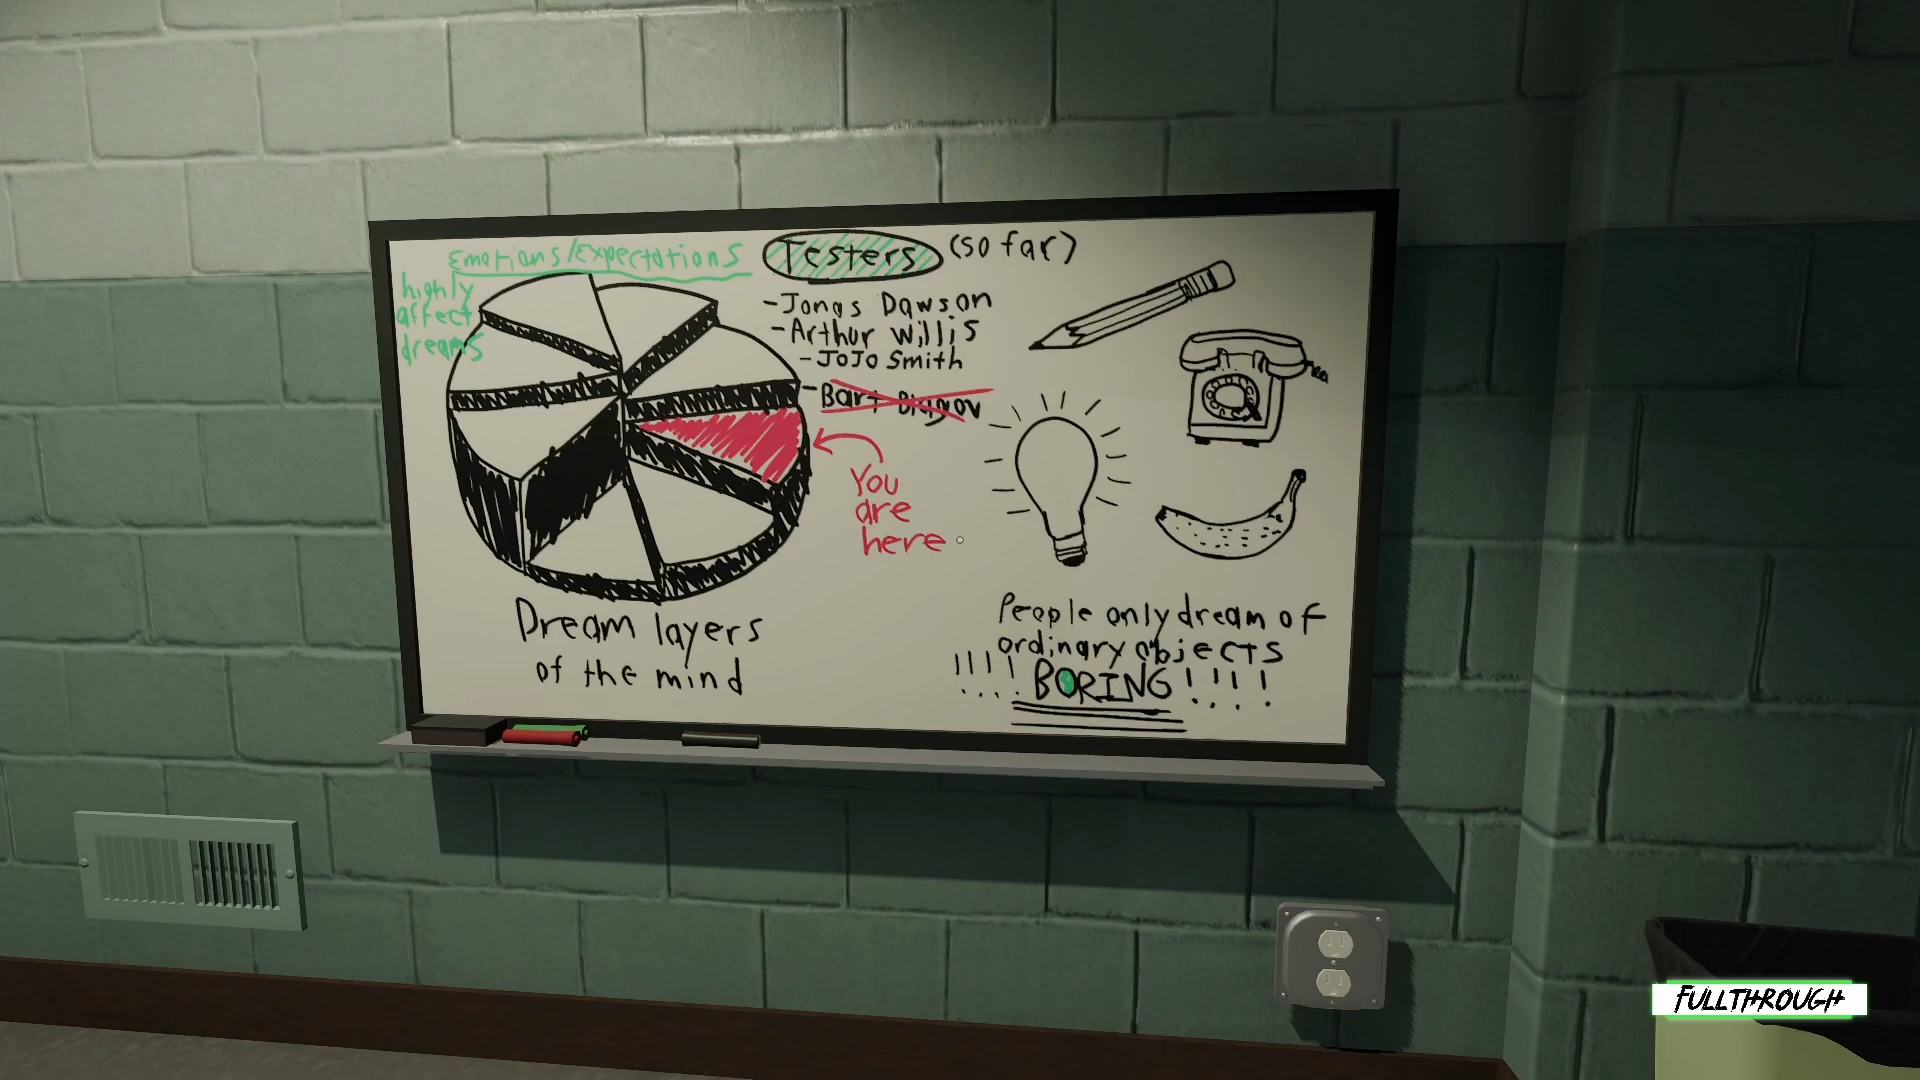 Emotions/Expectations
highly
affect
dreams
Testers (so far)
-Jonas Dawson
-Arthur Willis
-JoJo Smith
-Bart
You
are
here
Dream layers
of the mind
People only dream of
ordinary objects
!!!! BORING !!!!
FULLTHROUGH